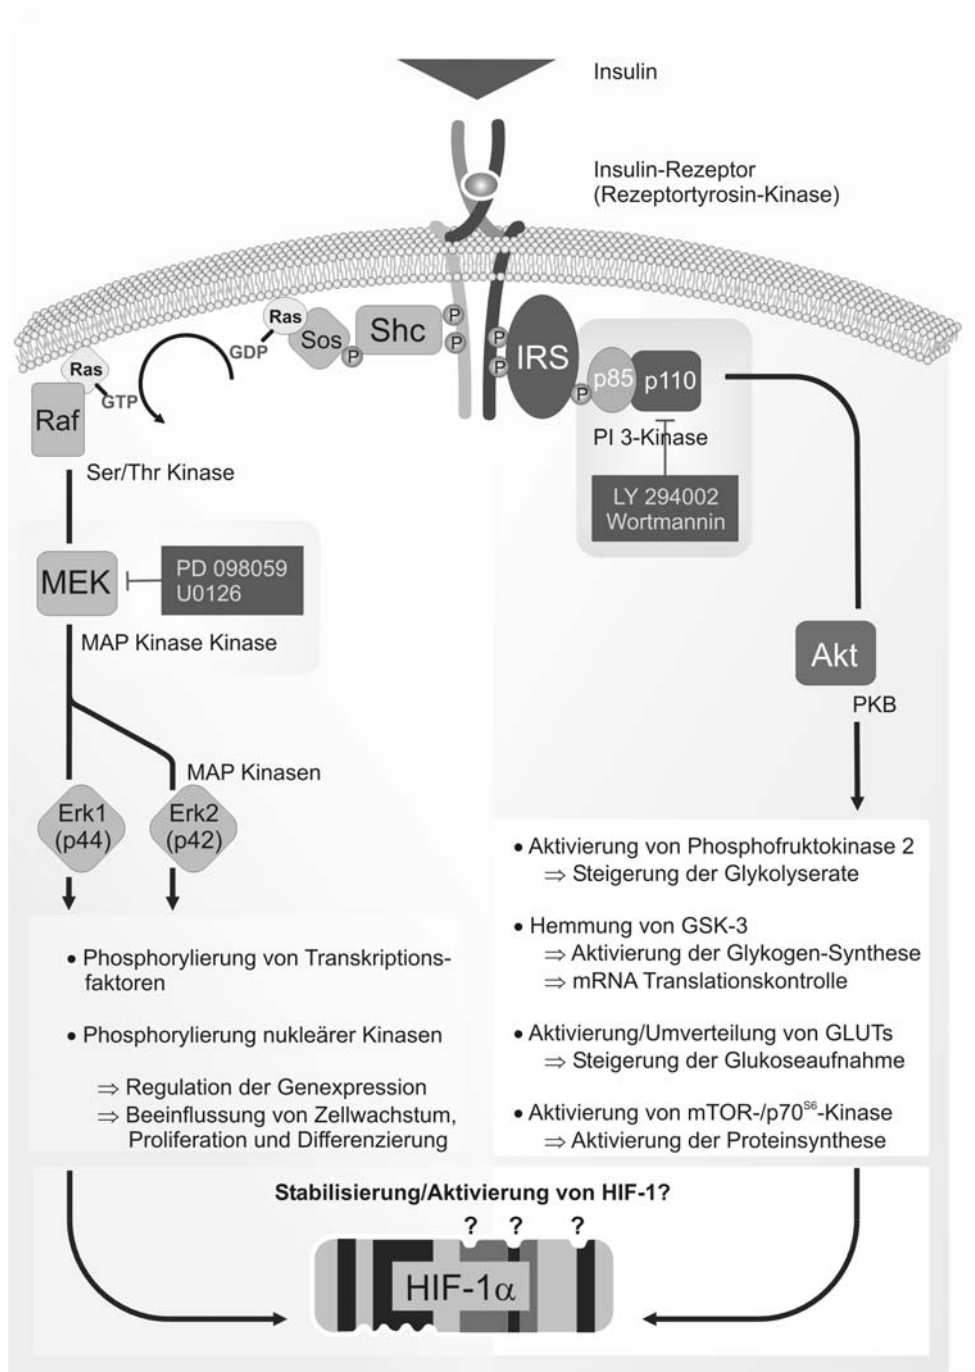 Insulin
Insulin-Rezeptor
(Rezeptortyrosin-Kinase)
Ras
Sos
Shc
P
P
P
GDP
Ras
GTP
Raf
Ser/Thr Kinase
P
P
IRS
P
p85
p110
PI 3-Kinase
LY 294002
Wortmannin
MEK
PD 098059
U0126
MAP Kinase Kinase
Akt
PKB
MAP Kinasen
Erk1
(p44)
Erk2
(p42)
• Phosphorylierung von Transkriptions-
faktoren
• Phosphorylierung nukleärer Kinasen
⇒ Regulation der Genexpression
⇒ Beeinflussung von Zellwachstum,
Proliferation und Differenzierung
• Aktivierung von Phosphofruktokinase 2
⇒ Steigerung der Glykolyserate
• Hemmung von GSK-3
⇒ Aktivierung der Glykogen-Synthese
⇒ mRNA Translationskontrolle
• Aktivierung/Umverteilung von GLUTs
⇒ Steigerung der Glukoseaufnahme
• Aktivierung von mTOR-/p70^S6-Kinase
⇒ Aktivierung der Proteinsynthese
Stabilisierung/Aktivierung von HIF-1?
? ? ?
HIF-1α